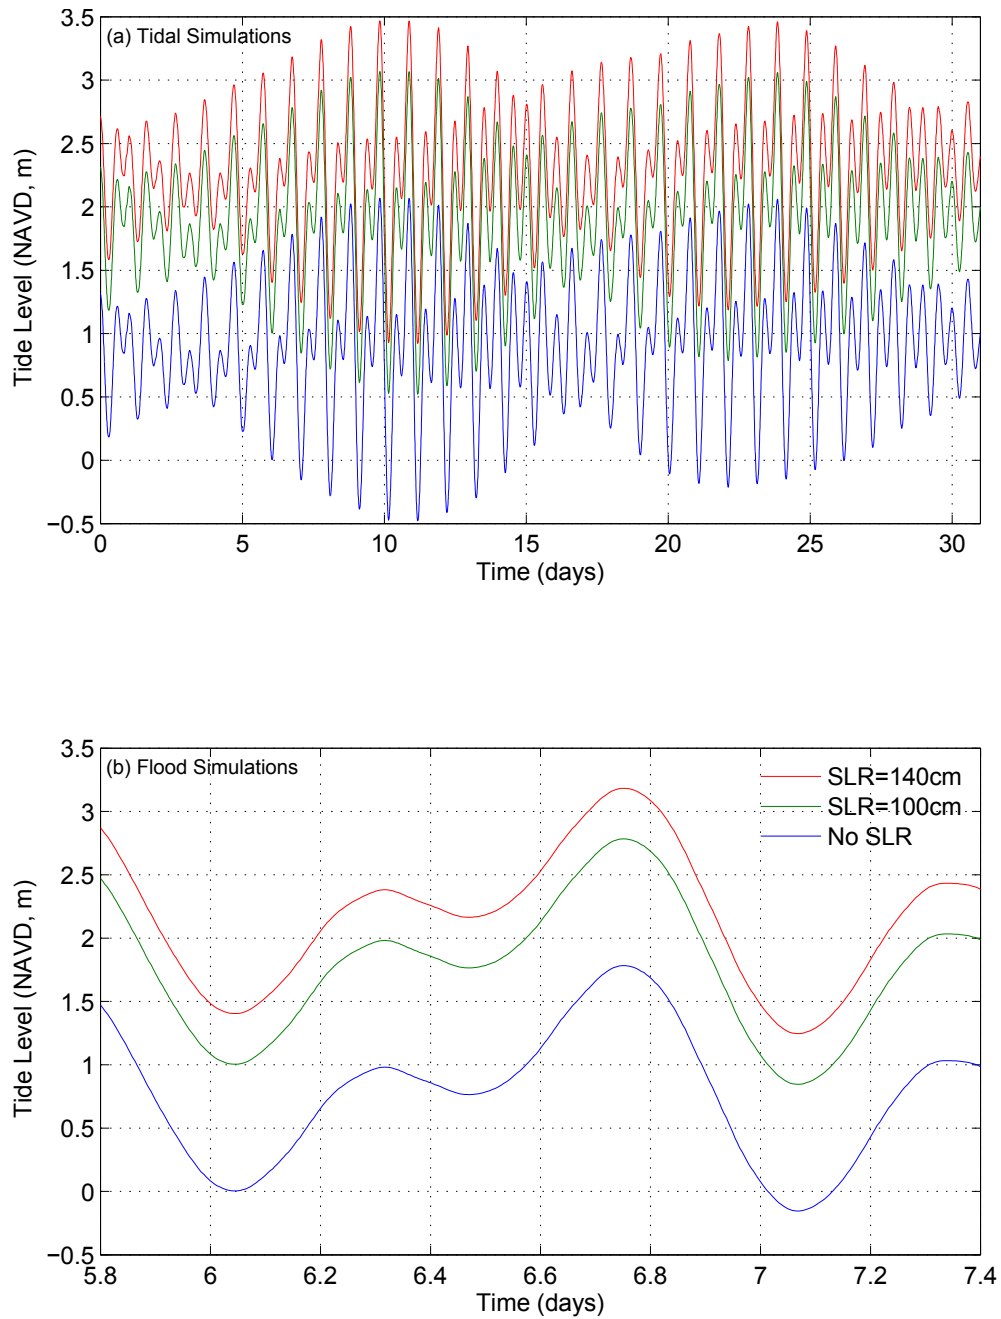 3.5
(a) Tidal Simulations
3
2.5
2
1.5
1
0.5
0
−0.5
Tide Level (NAVD, m)
0 5 10 15 20 25 30
Time (days)
3.5
(b) Flood Simulations
SLR=140cm
3
SLR=100cm
No SLR
2.5
2
1.5
1
0.5
0
−0.5
Tide Level (NAVD, m)
5.8 6 6.2 6.4 6.6 6.8 7 7.2 7.4
Time (days)